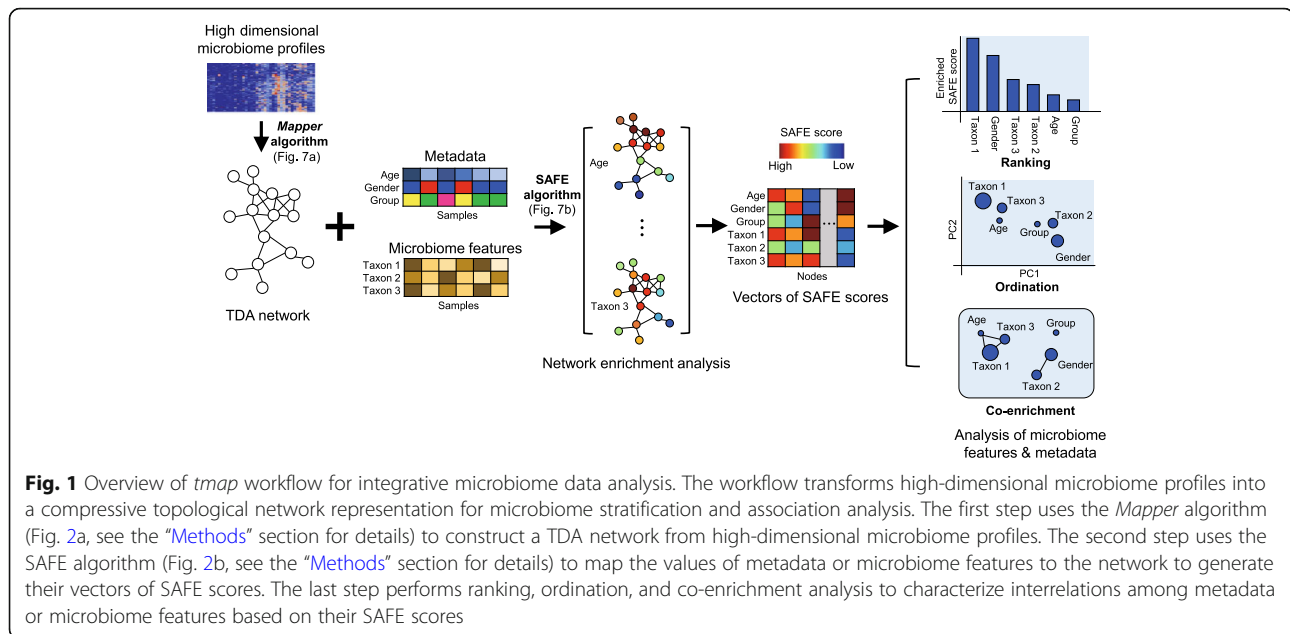 High dimensional
microbiome profiles
Mapper
algorithm
(Fig. 7a)
TDA network
Metadata
Age
Gender
Group
Samples
Microbiome features
Taxon 1
Taxon 2
Taxon 3
Samples
SAFE
algorithm
(Fig. 7b)
Age
Taxon 3
Network enrichment analysis
SAFE score
High
Low
Age
Gender
Group
Taxon 1
Taxon 2
Taxon 3
Nodes
Vectors of SAFE scores
Enriched
SAFE score
Taxon 1
Gender
Taxon 3
Taxon 2
Age
Group
Ranking
Taxon 1
Taxon 3
Age
Taxon 2
Group
Gender
PC2
PC1
Ordination
Age
Taxon 3
Group
Taxon 1
Gender
Taxon 2
Co-enrichment
Analysis of microbiome
features & metadata
Fig. 1 Overview of tmap workflow for integrative microbiome data analysis. The workflow transforms high-dimensional microbiome profiles into
a compressive topological network representation for microbiome stratification and association analysis. The first step uses the Mapper algorithm
(Fig. 2a, see the “Methods” section for details) to construct a TDA network from high-dimensional microbiome profiles. The second step uses the
SAFE algorithm (Fig. 2b, see the “Methods” section for details) to map the values of metadata or microbiome features to the network to generate
their vectors of SAFE scores. The last step performs ranking, ordination, and co-enrichment analysis to characterize interrelations among metadata
or microbiome features based on their SAFE scores